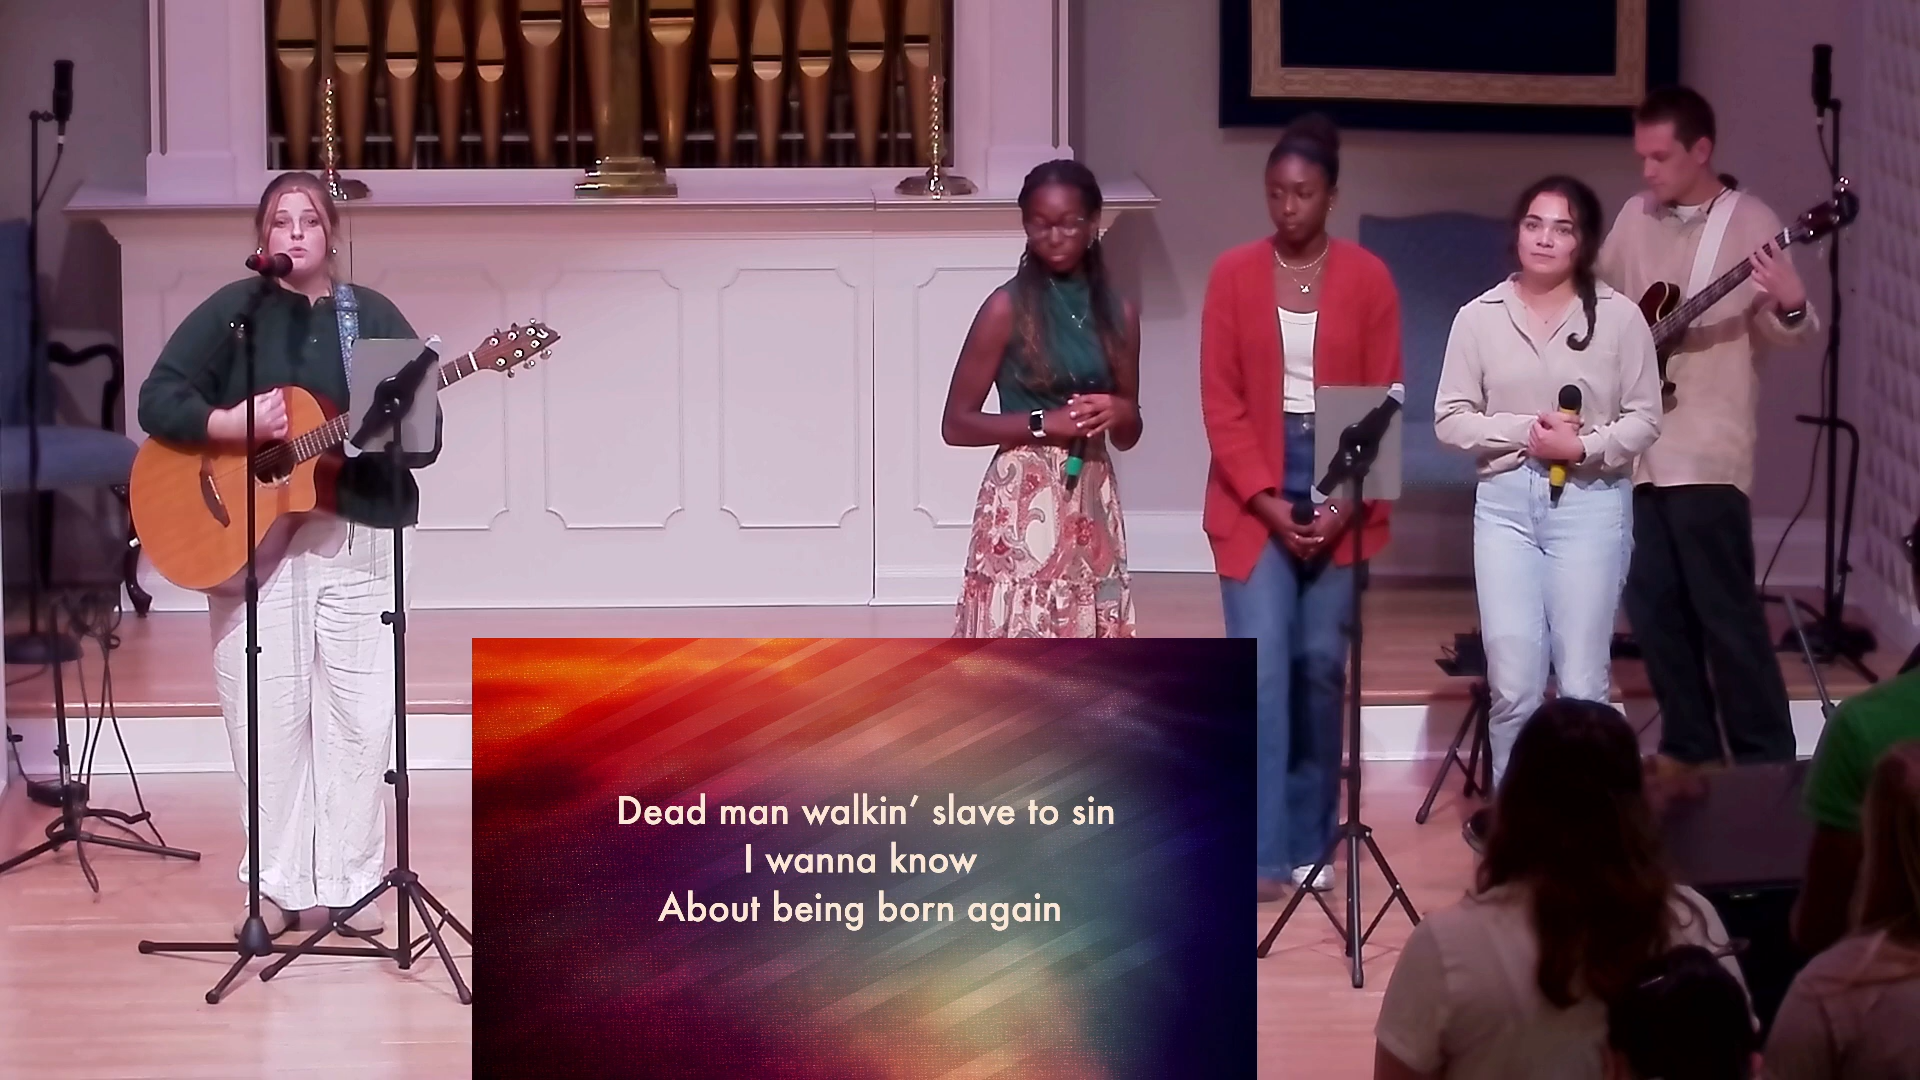 Dead man walkin’ slave to sin
I wanna know
About being born again